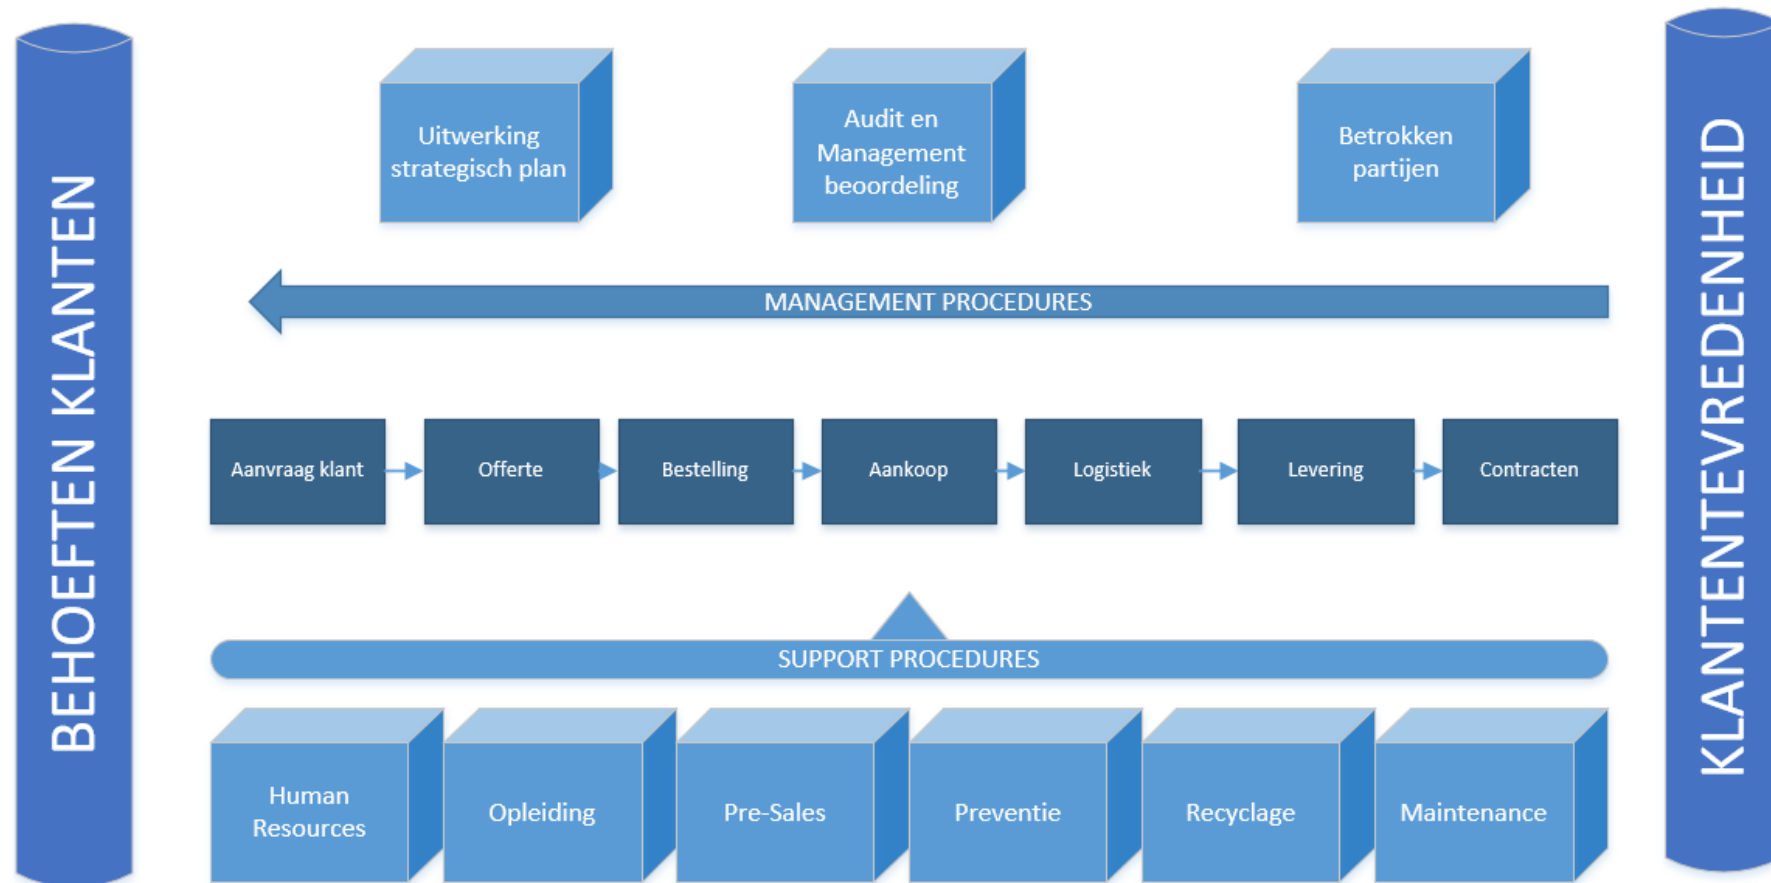 BEHOEFTEN KLANTEN
Uitwerking
strategisch plan
Audit en
Management
beoordeling
Betrokken
partijen
MANAGEMENT PROCEDURES
Aanvraag klant
Offerte
Bestelling
Aankoop
Logistiek
Levering
Contracten
SUPPORT PROCEDURES
Human
Resources
Opleiding
Pre-Sales
Preventie
Recyclage
Maintenance
KLANTENTEVREDENHEID